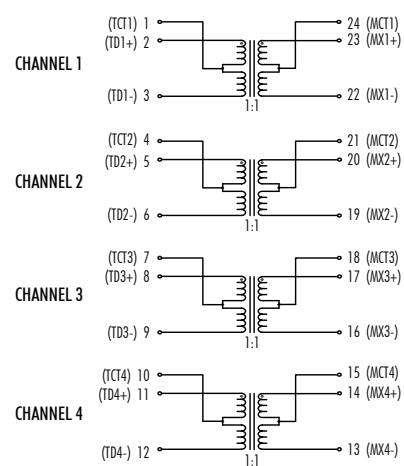 (TCT1) 1 24 (MCT1)
(TD1+) 2 23 (MX1+)
CHANNEL 1
(TD1-) 3 22 (MX1-)
1:1
(TCT2) 4 21 (MCT2)
(TD2+) 5 20 (MX2+)
CHANNEL 2
(TD2-) 6 19 (MX2-)
1:1
(TCT3) 7 18 (MCT3)
(TD3+) 8 17 (MX3+)
CHANNEL 3
(TD3-) 9 16 (MX3-)
1:1
(TCT4) 10 15 (MCT4)
(TD4+) 11 14 (MX4+)
CHANNEL 4
(TD4-) 12 13 (MX4-)
1:1